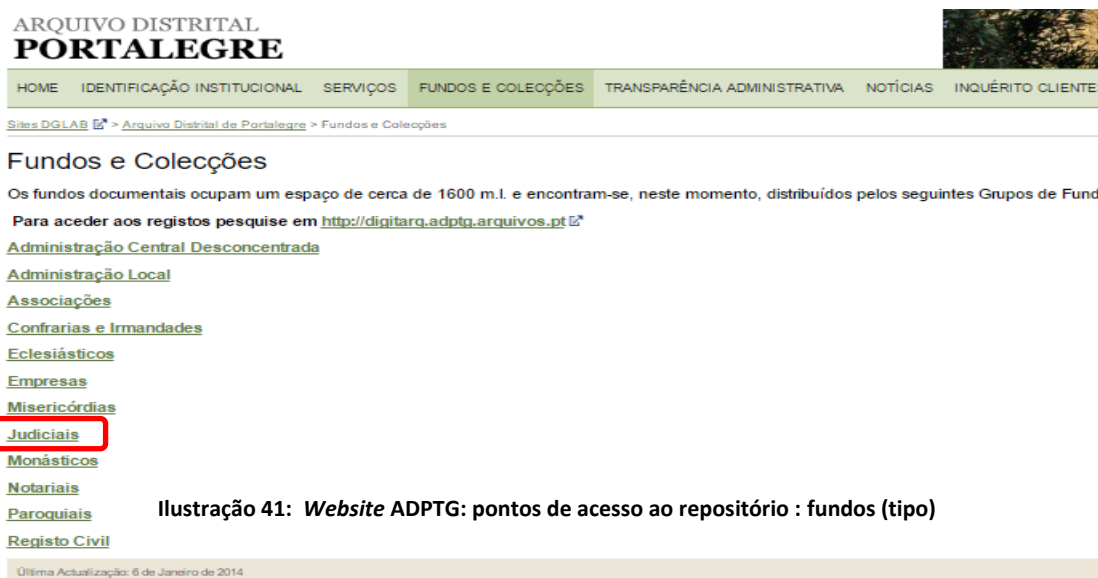 ARQUIVO DISTRITAL
PORTALEGRE
HOME IDENTIFICAÇÃO INSTITUCIONAL SERVIÇOS FUNDOS E COLECÇÕES TRANSPARÊNCIA ADMINISTRATIVA NOTÍCIAS INQUÉRITO CLIENTE
Sites DGLAB > Arquivo Distrital de Portalegre > Fundos e Colecções
Fundos e Colecções
Os fundos documentais ocupam um espaço de cerca de 1600 m.l. e encontram-se, neste momento, distribuídos pelos seguintes Grupos de Fund
Para aceder aos registos pesquise em http://digitarq.adptg.arquivos.pt
Administração Central Desconcentrada
Administração Local
Associações
Confrarias e Irmandades
Eclesiásticos
Empresas
Misericórdias
Judiciais
Monásticos
Notariais
Paroquiais
Ilustração 41: Website ADPTG: pontos de acesso ao repositório : fundos (tipo)
Registo Civil
Última Actualização: 6 de Janeiro de 2014